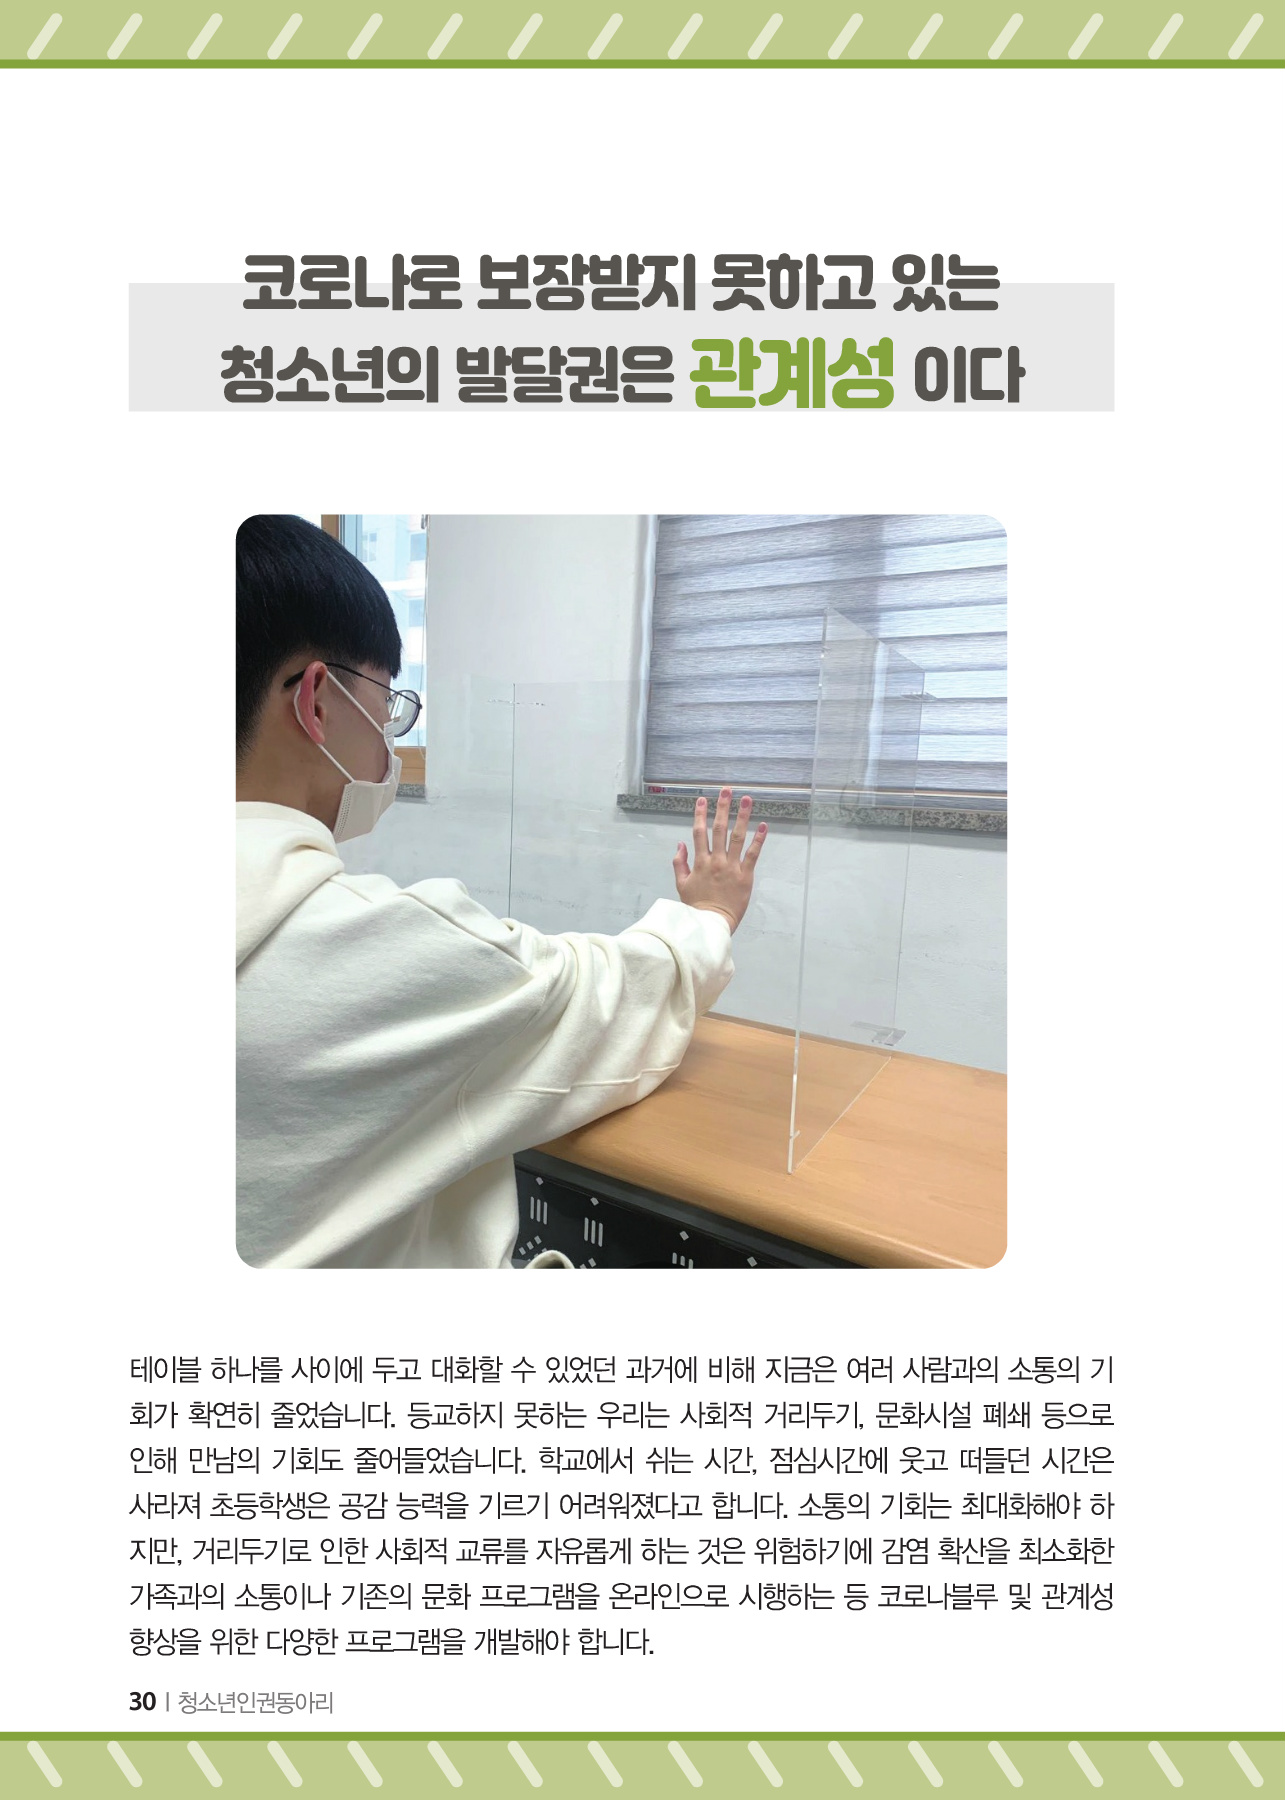 코로나로 보장받지 못하고 있는
청소년의 발달권은 관계성 이다
테이블 하나를 사이에 두고 대화할 수 있었던 과거에 비해 지금은 여러 사람과의 소통의 기
회가 확연히 줄었습니다. 등교하지 못하는 우리는 사회적 거리두기, 문화시설 폐쇄 등으로
인해 만남의 기회도 줄어들었습니다. 학교에서 쉬는 시간, 점심시간에 웃고 떠들던 시간은
사라져 초등학생은 공감 능력을 기르기 어려워졌다고 합니다. 소통의 기회는 최대화해야 하
지만, 거리두기로 인한 사회적 교류를 자유롭게 하는 것은 위험하기에 감염 확산을 최소화한
가족과의 소통이나 기존의 문화 프로그램을 온라인으로 시행하는 등 코로나블루 및 관계성
향상을 위한 다양한 프로그램을 개발해야 합니다.
30 | 청소년인권동아리